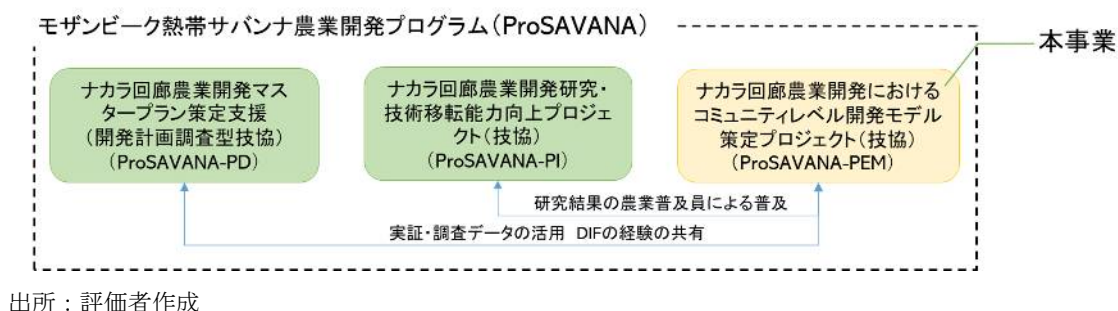 モザンビーク熱帯サバンナ農業開発プログラム(ProSAVANA)
本事業
ナカラ回廊農業開発マス
タープラン策定支援
(開発計画調査型技協)
(ProSAVANA-PD)
ナカラ回廊農業開発研究・
技術移転能力向上プロジェ
クト(技協)
(ProSAVANA-PI)
ナカラ回廊農業開発における
コミュニティレベル開発モデル
策定プロジェクト(技協)
(ProSAVANA-PEM)
研究結果の農業普及員による普及
実証・調査データの活用 DIFの経験の共有
出所：評価者作成